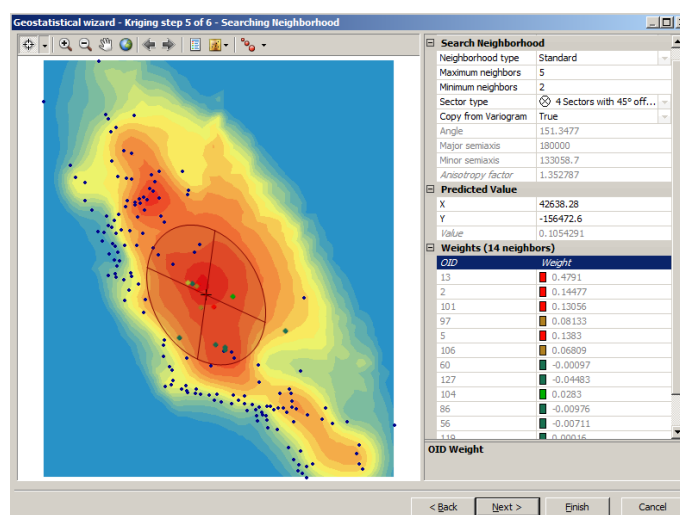 Geostatistical wizard - Kriging step 5 of 6 - Searching Neighborhood
Search Neighborhood
Neighborhood type Standard
Maximum neighbors 5
Minimum neighbors 2
Sector type 4 Sectors with 45° off...
Copy from Variogram True
Angle 151.3477
Major semiaxis 180000
Minor semiaxis 133058.7
Anisotropy factor 1.352787
Predicted Value
X 42638.28
Y -156472.6
Value 0.1054291
Weights (14 neighbors)
OID Weight
13 0.4791
2 0.14477
101 0.13056
97 0.08133
5 0.1383
106 0.06809
60 -0.00097
127 -0.04483
104 0.0283
86 -0.00976
56 -0.00711
119 0.00016
OID Weight
< Back Next > Finish Cancel